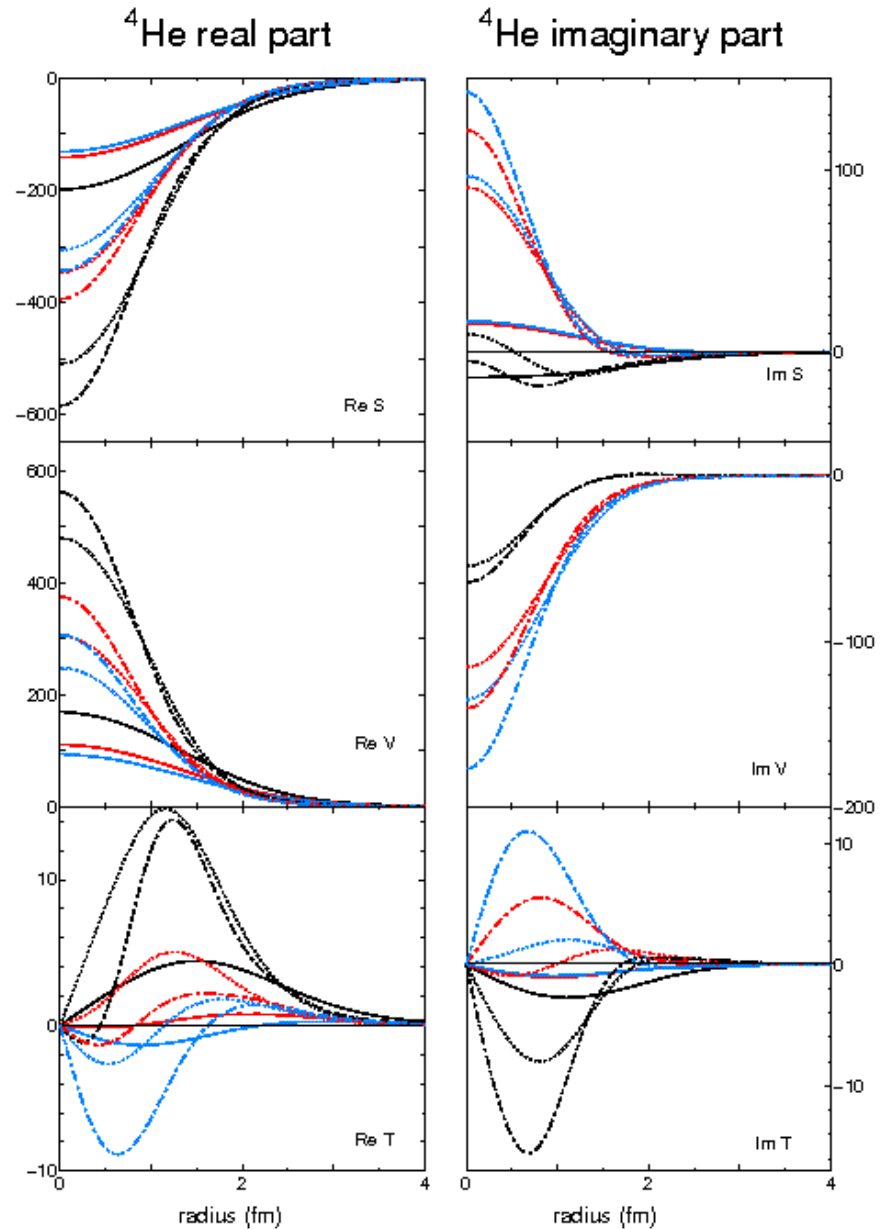 ⁴He real part
⁴He imaginary part
0
-200
-400
-600
Re S
100
0
Im S
600
400
200
0
Re V
0
-100
-200
Im V
10
0
-10
Re T
10
0
-10
Im T
0 2 4
0 2 4
radius (fm)
radius (fm)